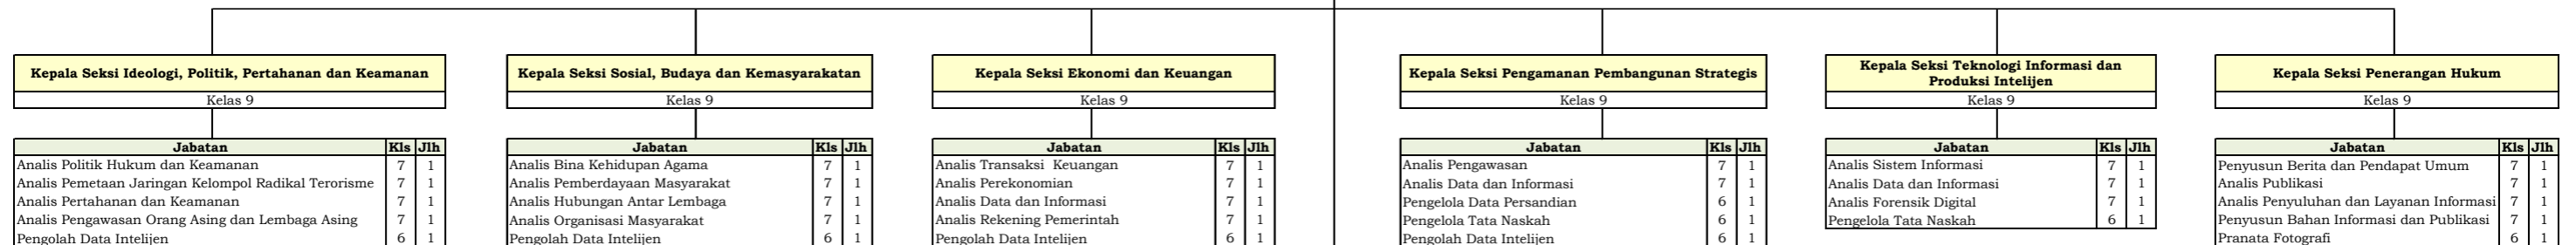 Kepala Seksi Ideologi, Politik, Pertahanan dan Keamanan
Kelas 9
Jabatan Kls Jlh
Analis Politik Hukum dan Keamanan 7 1
Analis Pemetaan Jaringan Kelompol Radikal Terorisme 7 1
Analis Pertahanan dan Keamanan 7 1
Analis Pengawasan Orang Asing dan Lembaga Asing 7 1
Pengolah Data Intelijen 6 1
Kepala Seksi Sosial, Budaya dan Kemasyarakatan
Kelas 9
Jabatan Kls Jlh
Analis Bina Kehidupan Agama 7 1
Analis Pemberdayaan Masyarakat 7 1
Analis Hubungan Antar Lembaga 7 1
Analis Organisasi Masyarakat 7 1
Pengolah Data Intelijen 6 1
Kepala Seksi Ekonomi dan Keuangan
Kelas 9
Jabatan Kls Jlh
Analis Transaksi Keuangan 7 1
Analis Perekonomian 7 1
Analis Data dan Informasi 7 1
Analis Rekening Pemerintah 7 1
Pengolah Data Intelijen 6 1
Kepala Seksi Pengamanan Pembangunan Strategis
Kelas 9
Jabatan Kls Jlh
Analis Pengawasan 7 1
Analis Data dan Informasi 7 1
Pengelola Data Persandian 6 1
Pengelola Tata Naskah 6 1
Pengolah Data Intelijen 6 1
Kepala Seksi Teknologi Informasi dan
Produksi Intelijen
Kelas 9
Jabatan Kls Jlh
Analis Sistem Informasi 7 1
Analis Data dan Informasi 7 1
Analis Forensik Digital 7 1
Pengelola Tata Naskah 6 1
Kepala Seksi Penerangan Hukum
Kelas 9
Jabatan Kls Jlh
Penyusun Berita dan Pendapat Umum 7 1
Analis Publikasi 7 1
Analis Penyuluhan dan Layanan Informasi 7 1
Penyusun Bahan Informasi dan Publikasi 7 1
Pranata Fotografi 6 1